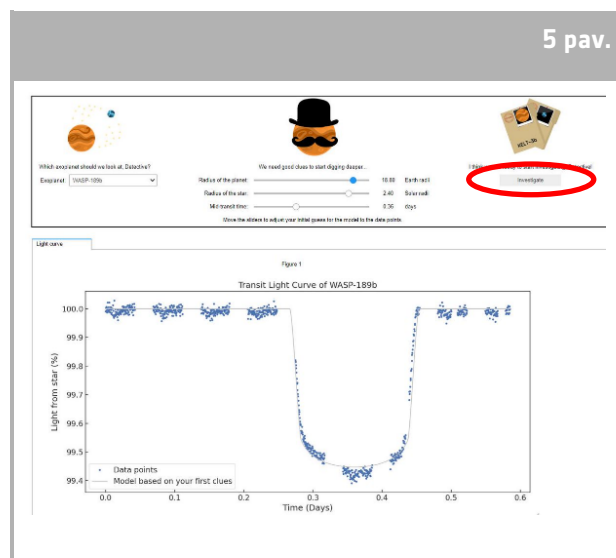 5 pav.
KELT-3b
Which exoplanet should we look at, Detective?
We need good clues to start digging deeper...
I think
Exoplanet: WASP-189b
Radius of the planet:
Earth radii
Investigate
Radius of the star: 2.40 Solar radii
Mid-transit time: 0.36 days
Move the sliders to adjust your initial guess for the model to the data points.
Light curve
Figure 1
Transit Light Curve of WASP-189b
Light from star (%)
100.0
99.9
99.8
99.7
99.6
99.5
99.4
Data points
Model based on your first clues
0.0 0.1 0.2 0.3 0.4 0.5 0.6
Time (Days)